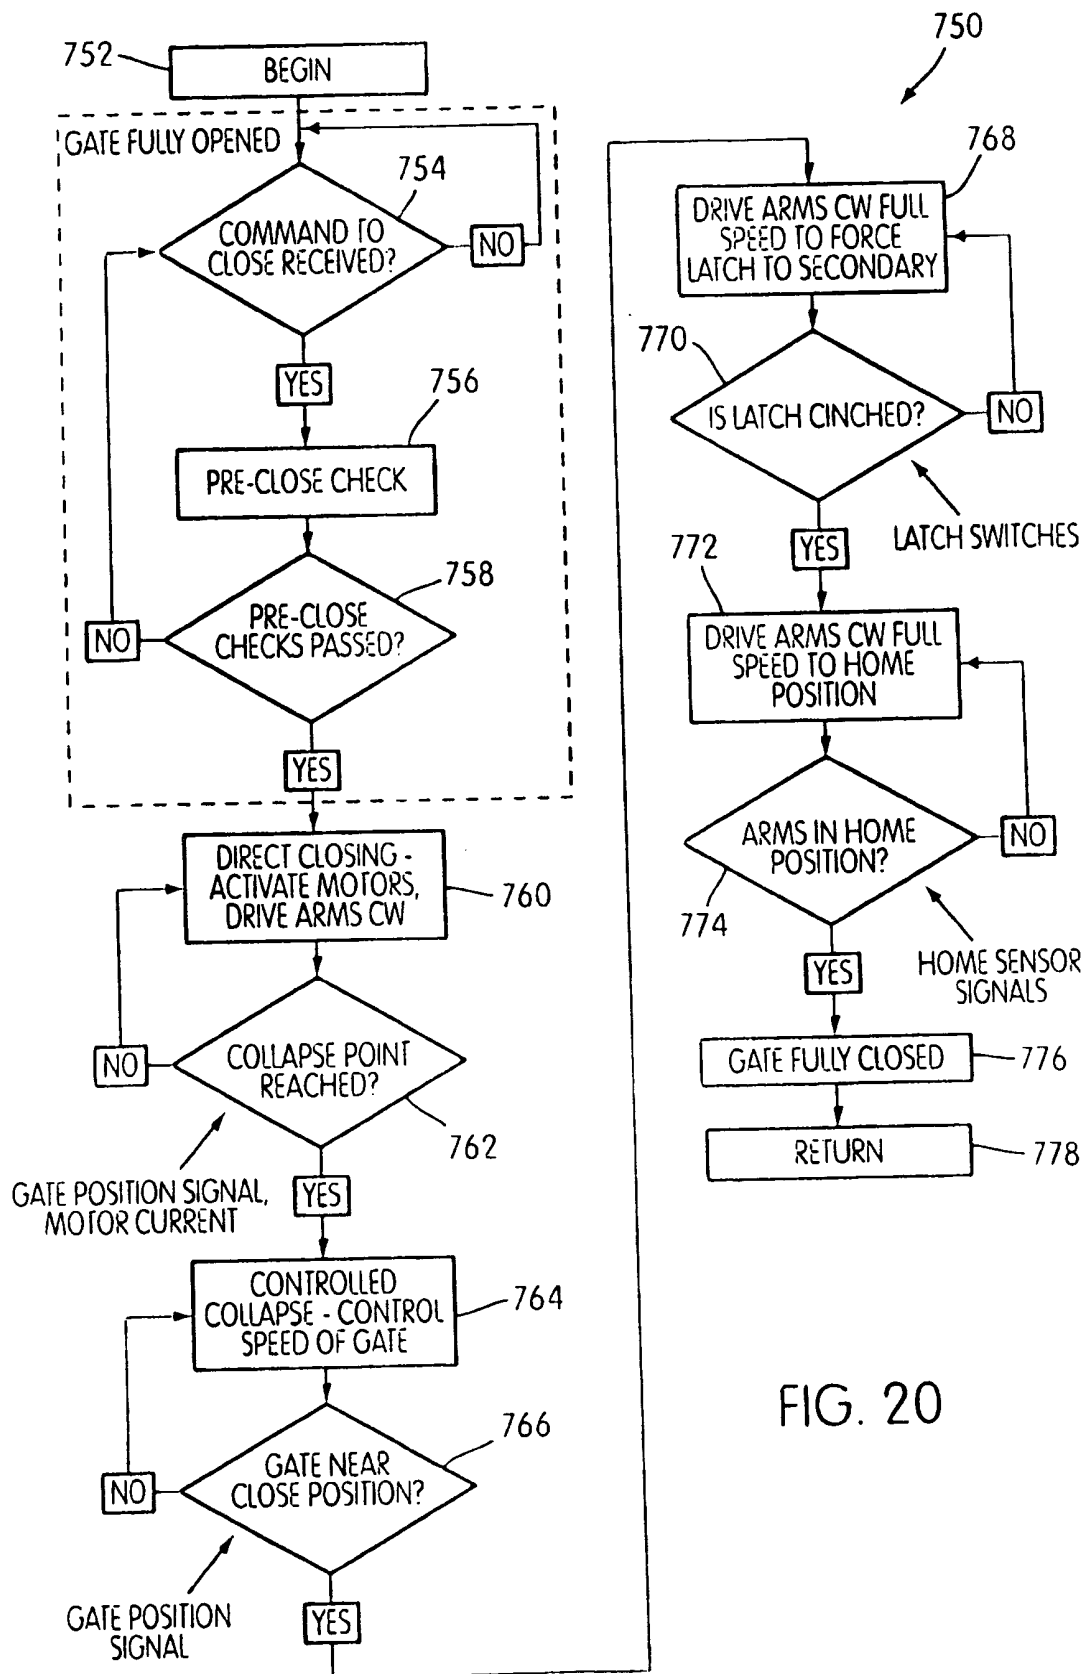 752
BEGIN
GATE FULLY OPENED
754
COMMAND TO
CLOSE RECEIVED?
NO
YES
756
PRE-CLOSE CHECK
758
PRE-CLOSE
CHECKS PASSED?
NO
YES
DIRECT CLOSING -
ACTIVATE MOTORS,
DRIVE ARMS CW
760
COLLAPSE POINT
REACHED?
NO
762
GATE POSITION SIGNAL,
MOTOR CURRENT
YES
CONTROLLED
COLLAPSE - CONTROL
SPEED OF GATE
764
766
GATE NEAR
CLOSE POSITION?
NO
GATE POSITION
SIGNAL
YES
750
768
DRIVE ARMS CW FULL
SPEED TO FORCE
LATCH TO SECONDARY
770
IS LATCH CINCHED?
NO
LATCH SWITCHES
YES
772
DRIVE ARMS CW FULL
SPEED TO HOME
POSITION
ARMS IN HOME
POSITION?
NO
774
HOME SENSOR
SIGNALS
YES
GATE FULLY CLOSED
776
RETURN
778
FIG. 20